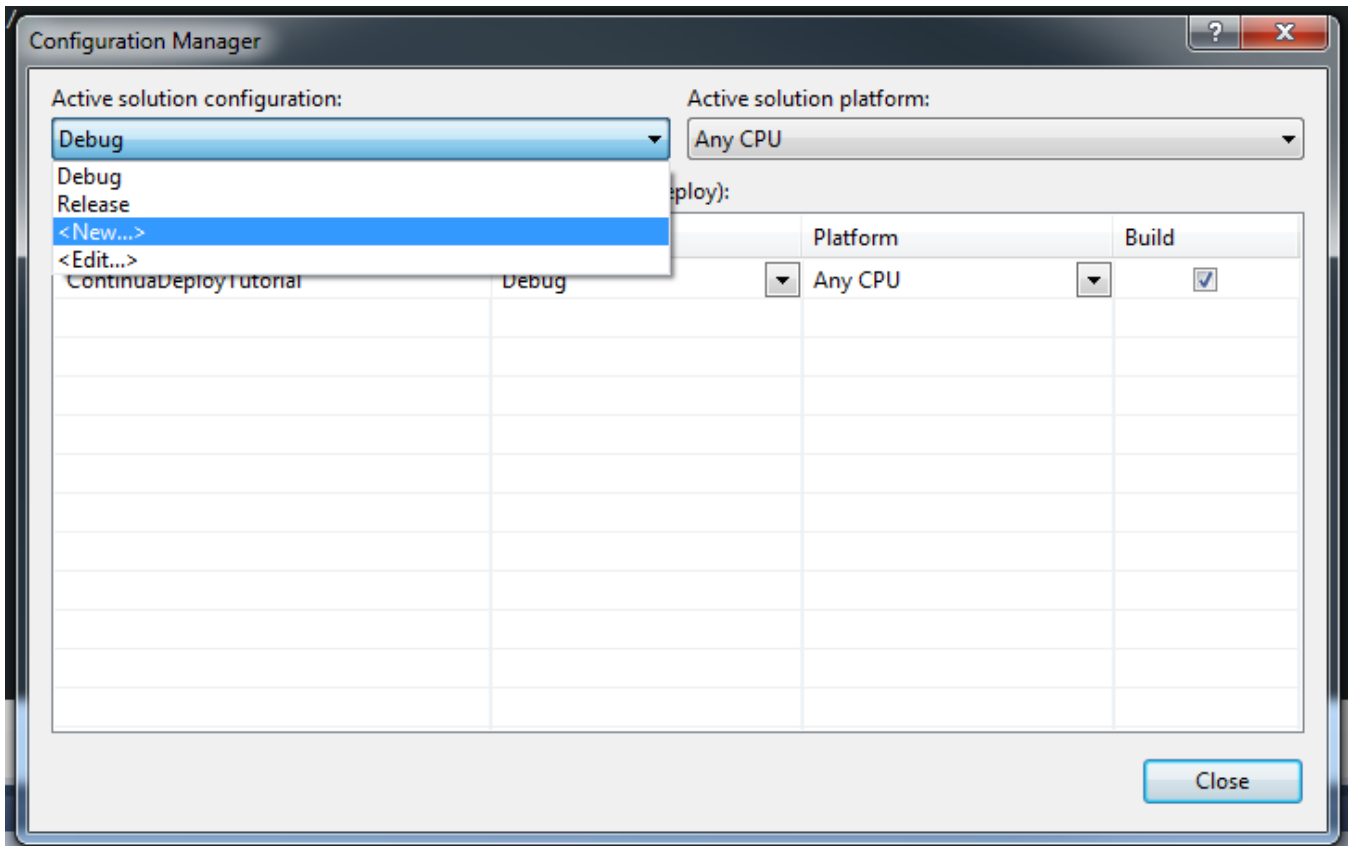 Configuration Manager
?
Active solution configuration:
Active solution platform:
Debug
Any CPU
Debug
Release
<New...>
<Edit...>
ploy):
Platform
Build
ContinuaDeployTutorial
Debug
Any CPU
Close